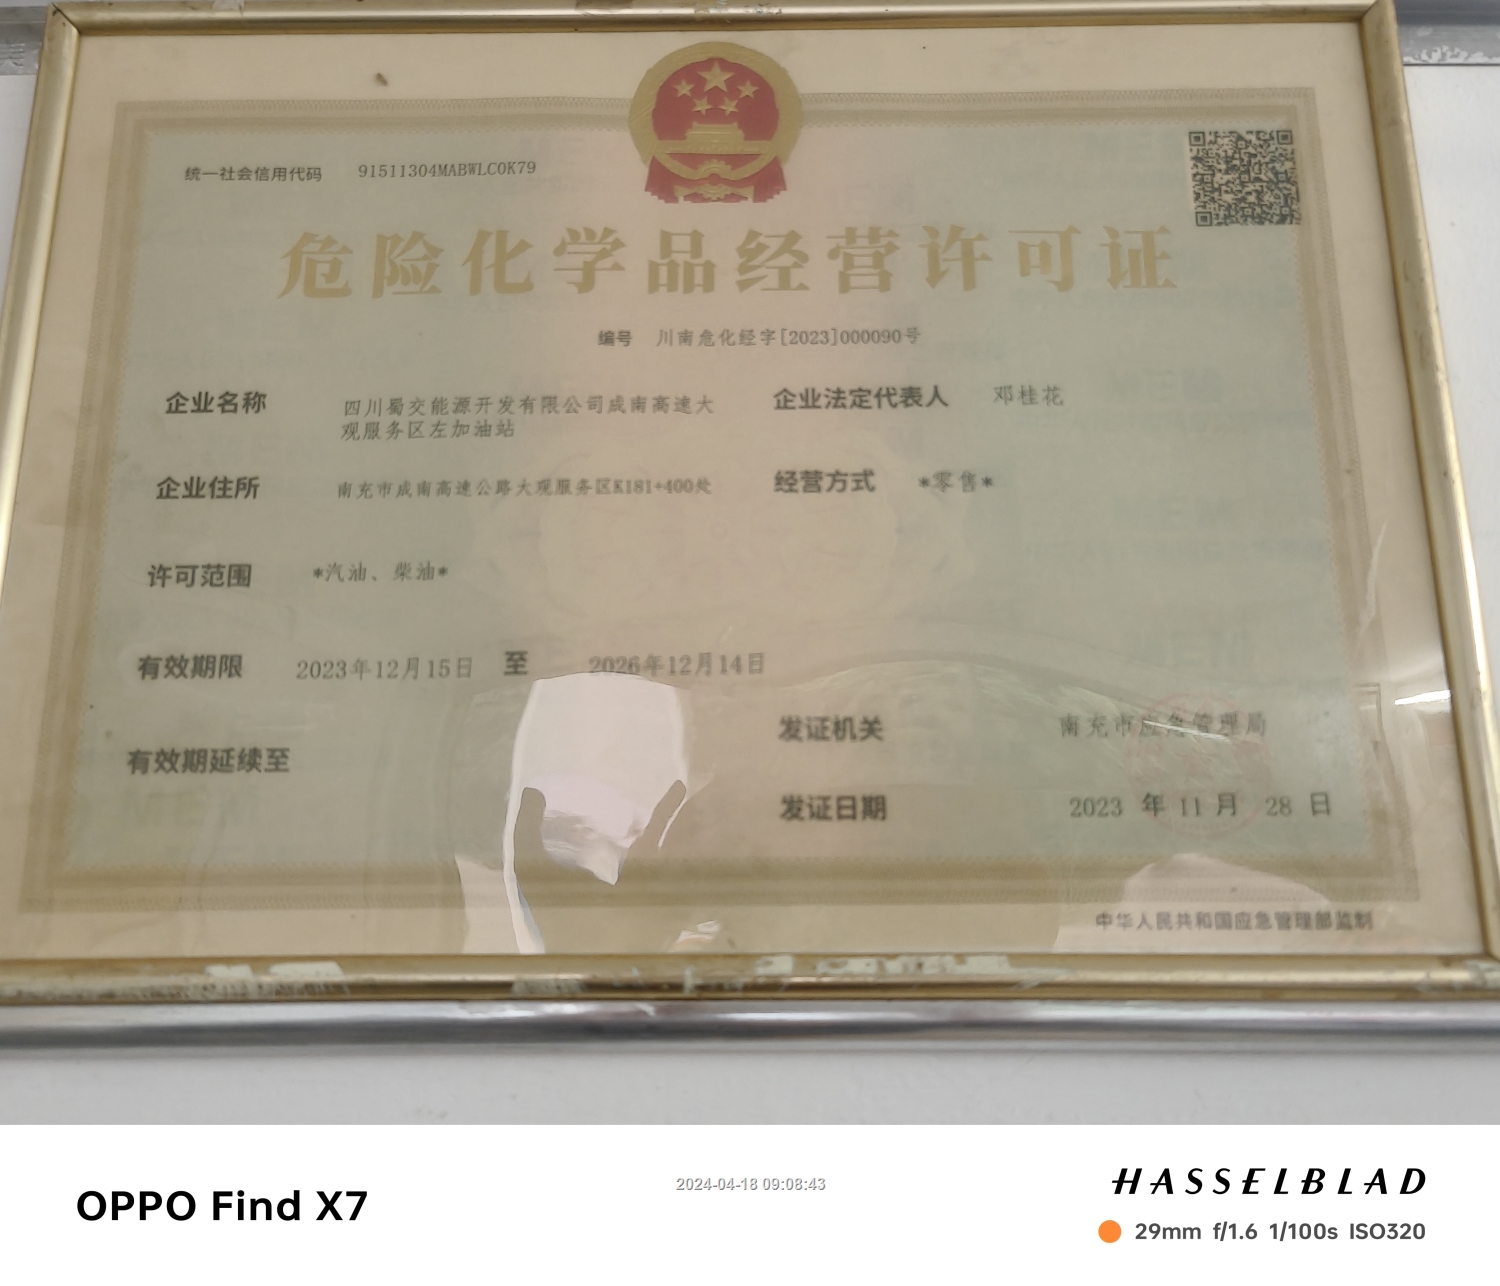 统一社会信用代码 91511304MABWLC0K79
危险化学品经营许可证
编号 川南危化经字[2023]000090号
企业名称 四川蜀交能源开发有限公司成南高速大
观服务区左加油站
企业法定代表人 邓桂花
企业住所 南充市成南高速公路大观服务区K181+400处
经营方式 *零售*
许可范围 *汽油、柴油*
有效期限 2023年12月15日 至 2026年12月14日
有效期延续至
发证机关 南充市应急管理局
发证日期 2023 年 11 月 28 日
中华人民共和国应急管理部监制
OPPO Find X7
2024-04-18 09:08:43
HASSELBLAD
29mm f/1.6 1/100s ISO320